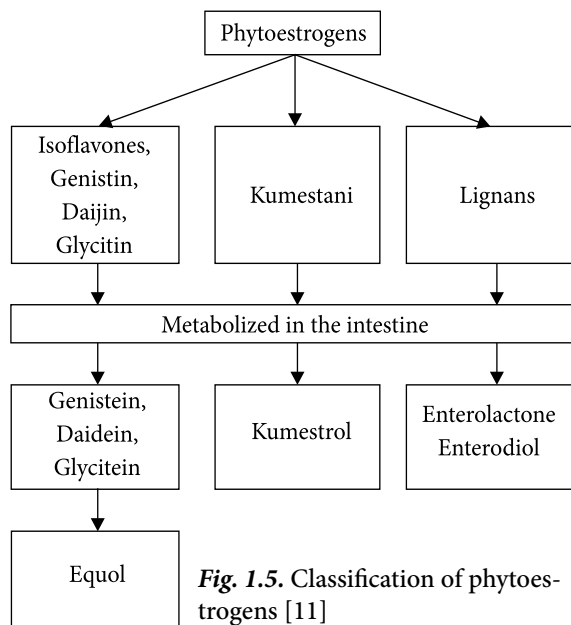 Phytoestrogens
Isoflavones,
Genistin,
Daijin,
Glycitin
Kumestani
Lignans
Metabolized in the intestine
Genistein,
Daidein,
Glycitein
Kumestrol
Enterolactone
Enterodiol
Equol
Fig. 1.5. Classification of phytoes-
trogens [11]